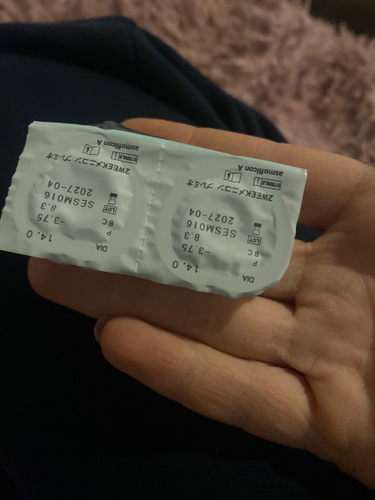 2WEEKメニコン プレミオ
asmofilcon A
STERILE
2027-04
LOT SESM016
BC 8.3
P -3.75
DIA 14.0
2WEEKメニコン プレミオ
asmofilcon A
STERILE
2027-04
LOT SESM016
BC 8.3
P -3.75
DIA 14.0